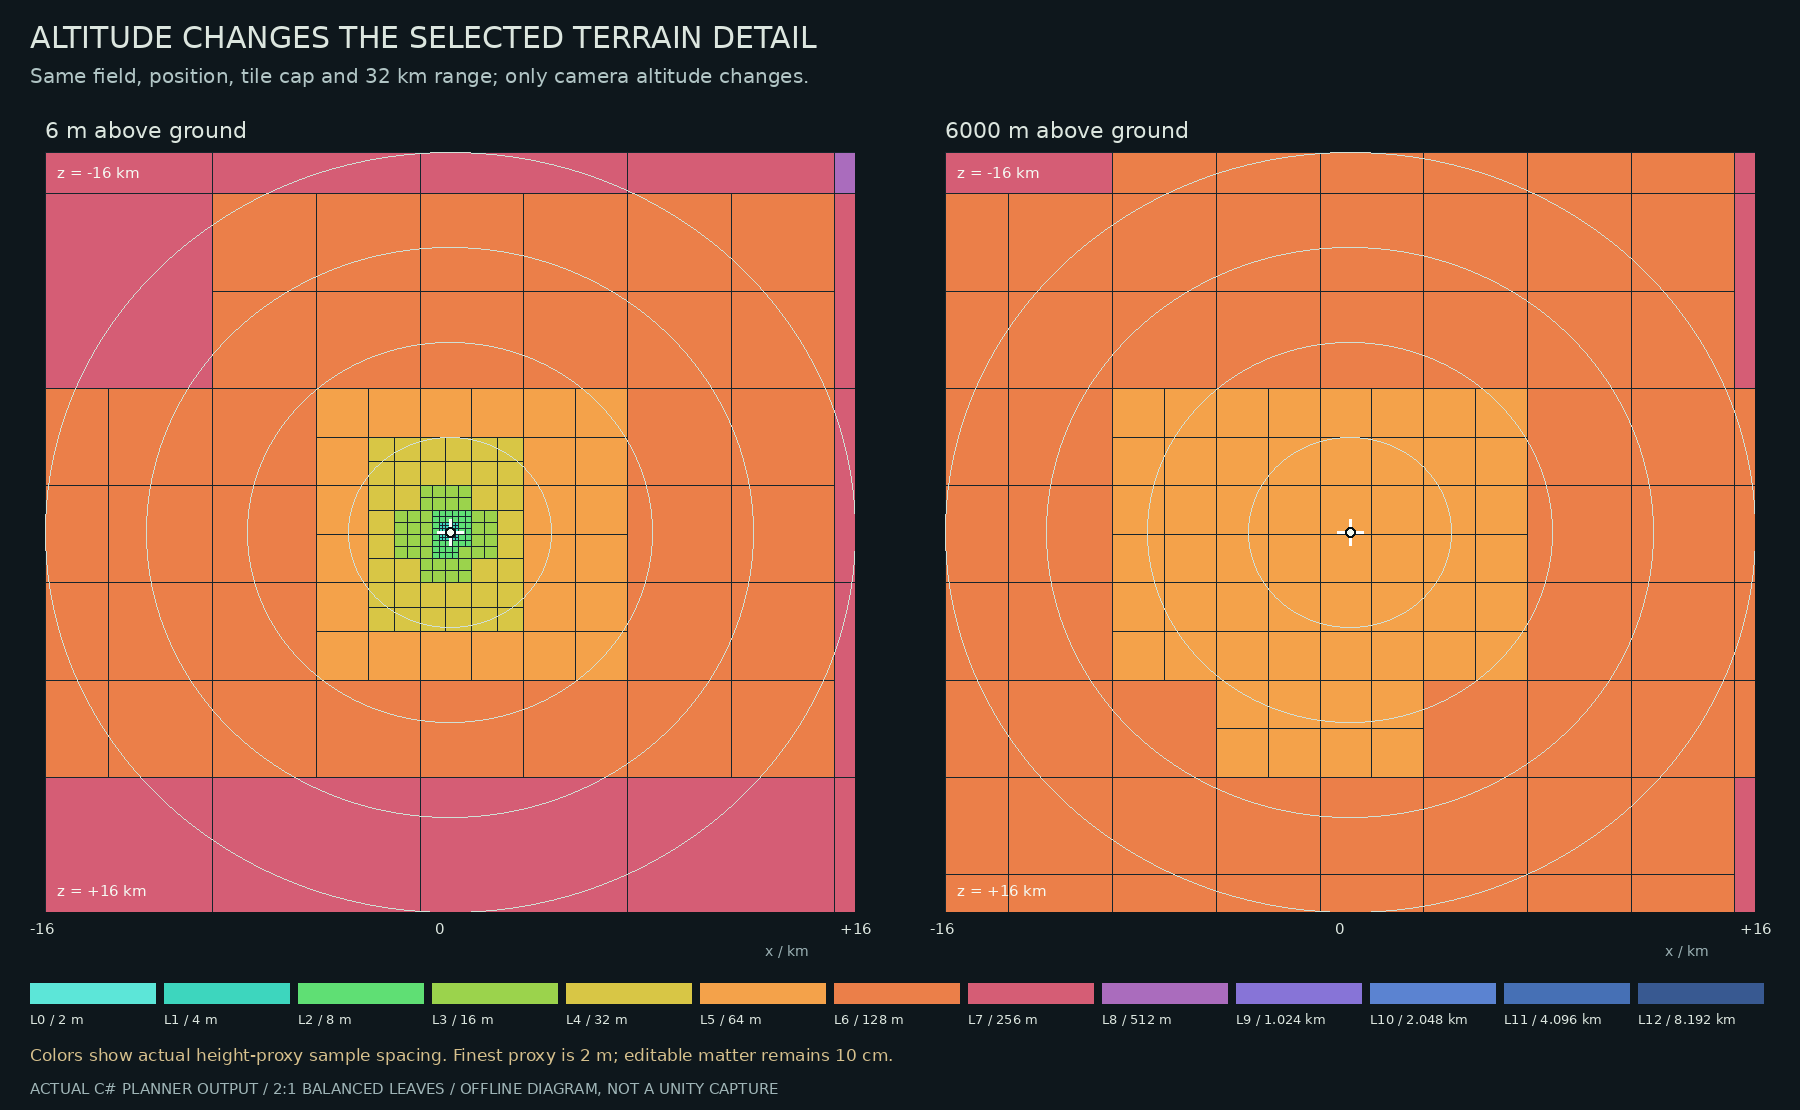 ALTITUDE CHANGES THE SELECTED TERRAIN DETAIL
Same field, position, tile cap and 32 km range; only camera altitude changes.
6 m above ground
6000 m above ground
z = -16 km
z = -16 km
z = +16 km
z = +16 km
-16 0 +16
-16 0 +16
x / km
x / km
L0 / 2 m L1 / 4 m L2 / 8 m L3 / 16 m L4 / 32 m L5 / 64 m L6 / 128 m L7 / 256 m L8 / 512 m L9 / 1.024 km L10 / 2.048 km L11 / 4.096 km L12 / 8.192 km
Colors show actual height-proxy sample spacing. Finest proxy is 2 m; editable matter remains 10 cm.
ACTUAL C# PLANNER OUTPUT / 2:1 BALANCED LEAVES / OFFLINE DIAGRAM, NOT A UNITY CAPTURE